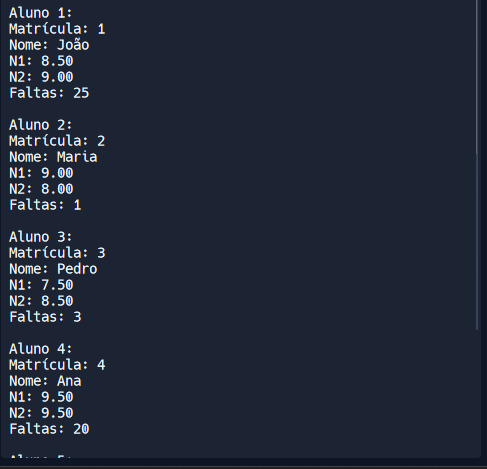 Aluno 1:
Matrícula: 1
Nome: João
N1: 8.50
N2: 9.00
Faltas: 25
Aluno 2:
Matrícula: 2
Nome: Maria
N1: 9.00
N2: 8.00
Faltas: 1
Aluno 3:
Matrícula: 3
Nome: Pedro
N1: 7.50
N2: 8.50
Faltas: 3
Aluno 4:
Matrícula: 4
Nome: Ana
N1: 9.50
N2: 9.50
Faltas: 20